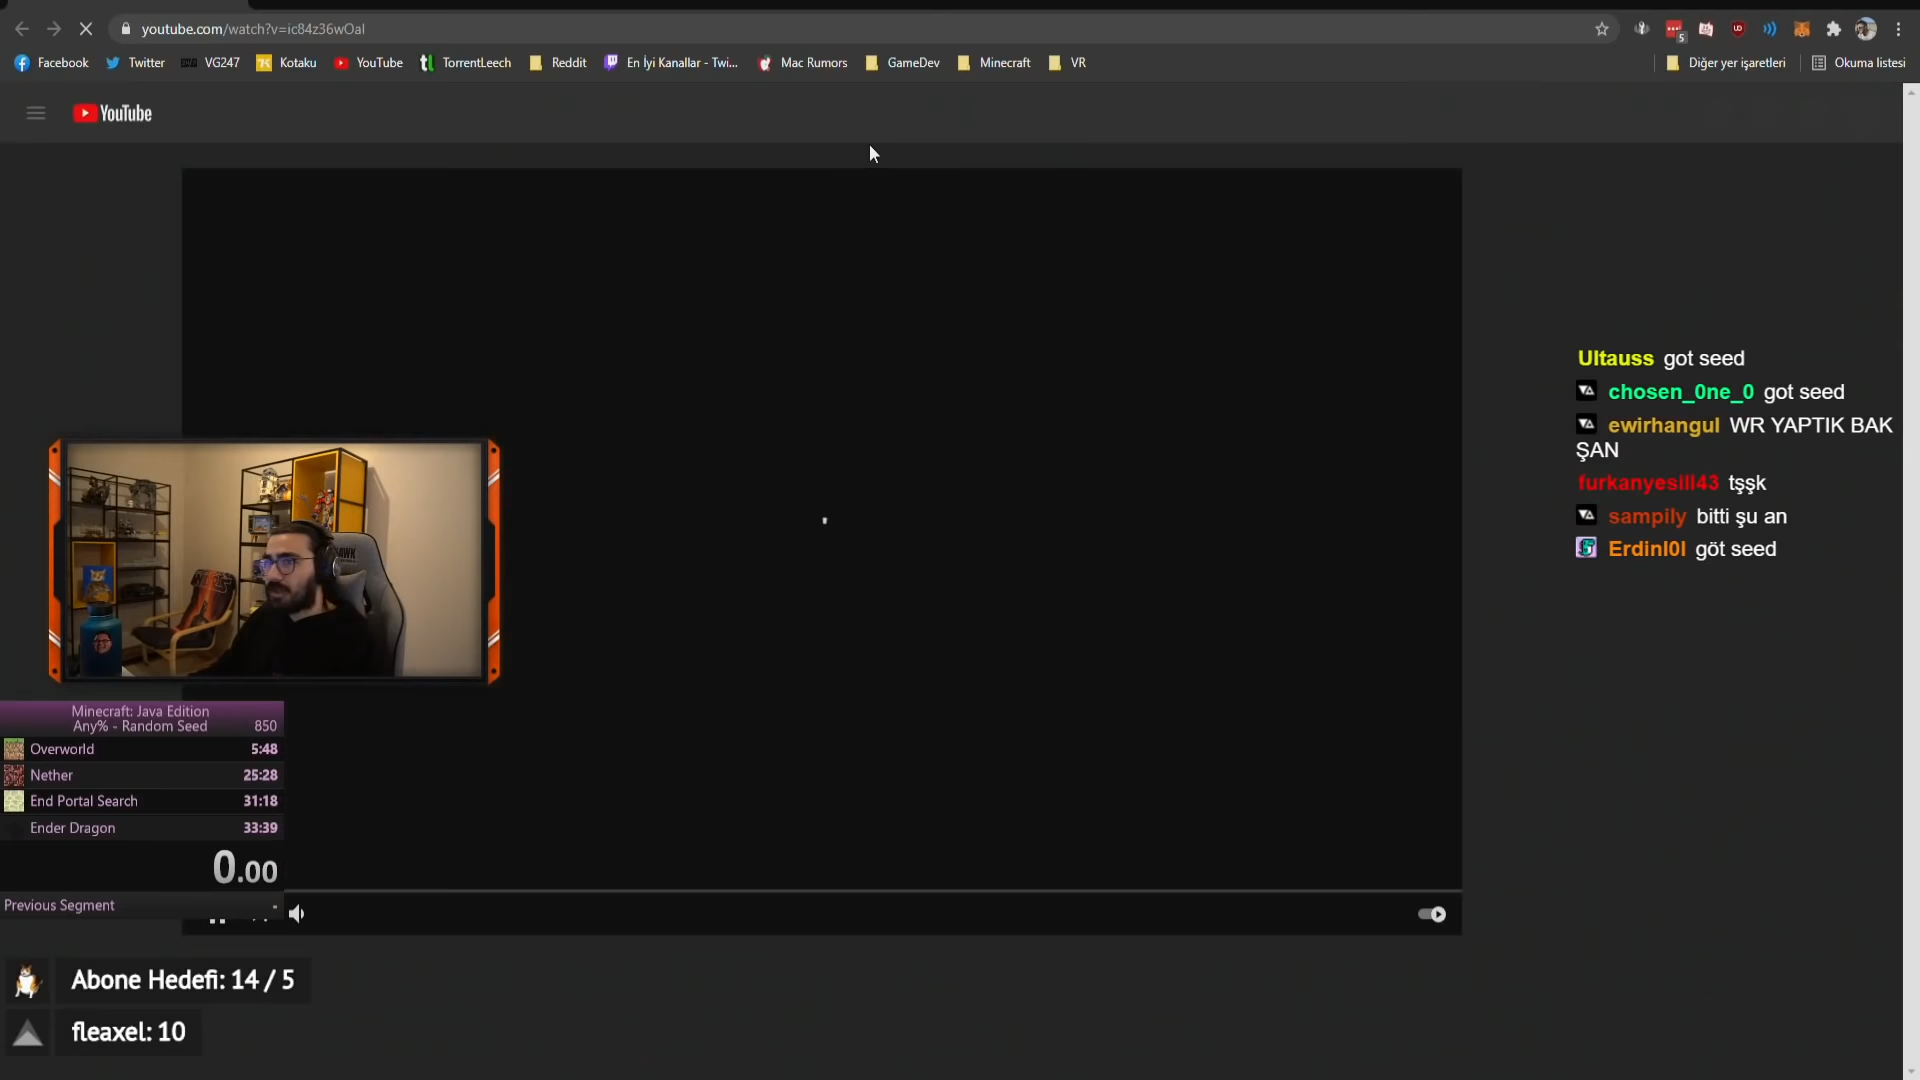 youtube.com/watch?v=ic84z36wOaI
5
Facebook Twitter VG247 Kotaku YouTube TorrentLeech Reddit En İyi Kanallar - Twi... Mac Rumors GameDev Minecraft VR Diğer yer işaretleri Okuma listesi
YouTube
Ultauss got seed
chosen_0ne_0 got seed
ewirhangul WR YAPTIK BAK
ŞAN
furkanyesill43 tşşk
sampily bitti şu an
Erdinl0l göt seed
Minecraft: Java Edition
Any% - Random Seed 850
Overworld 5:48
Nether 25:28
End Portal Search 31:18
Ender Dragon 33:39
0.00
Previous Segment -
Abone Hedefi: 14 / 5
fleaxel: 10